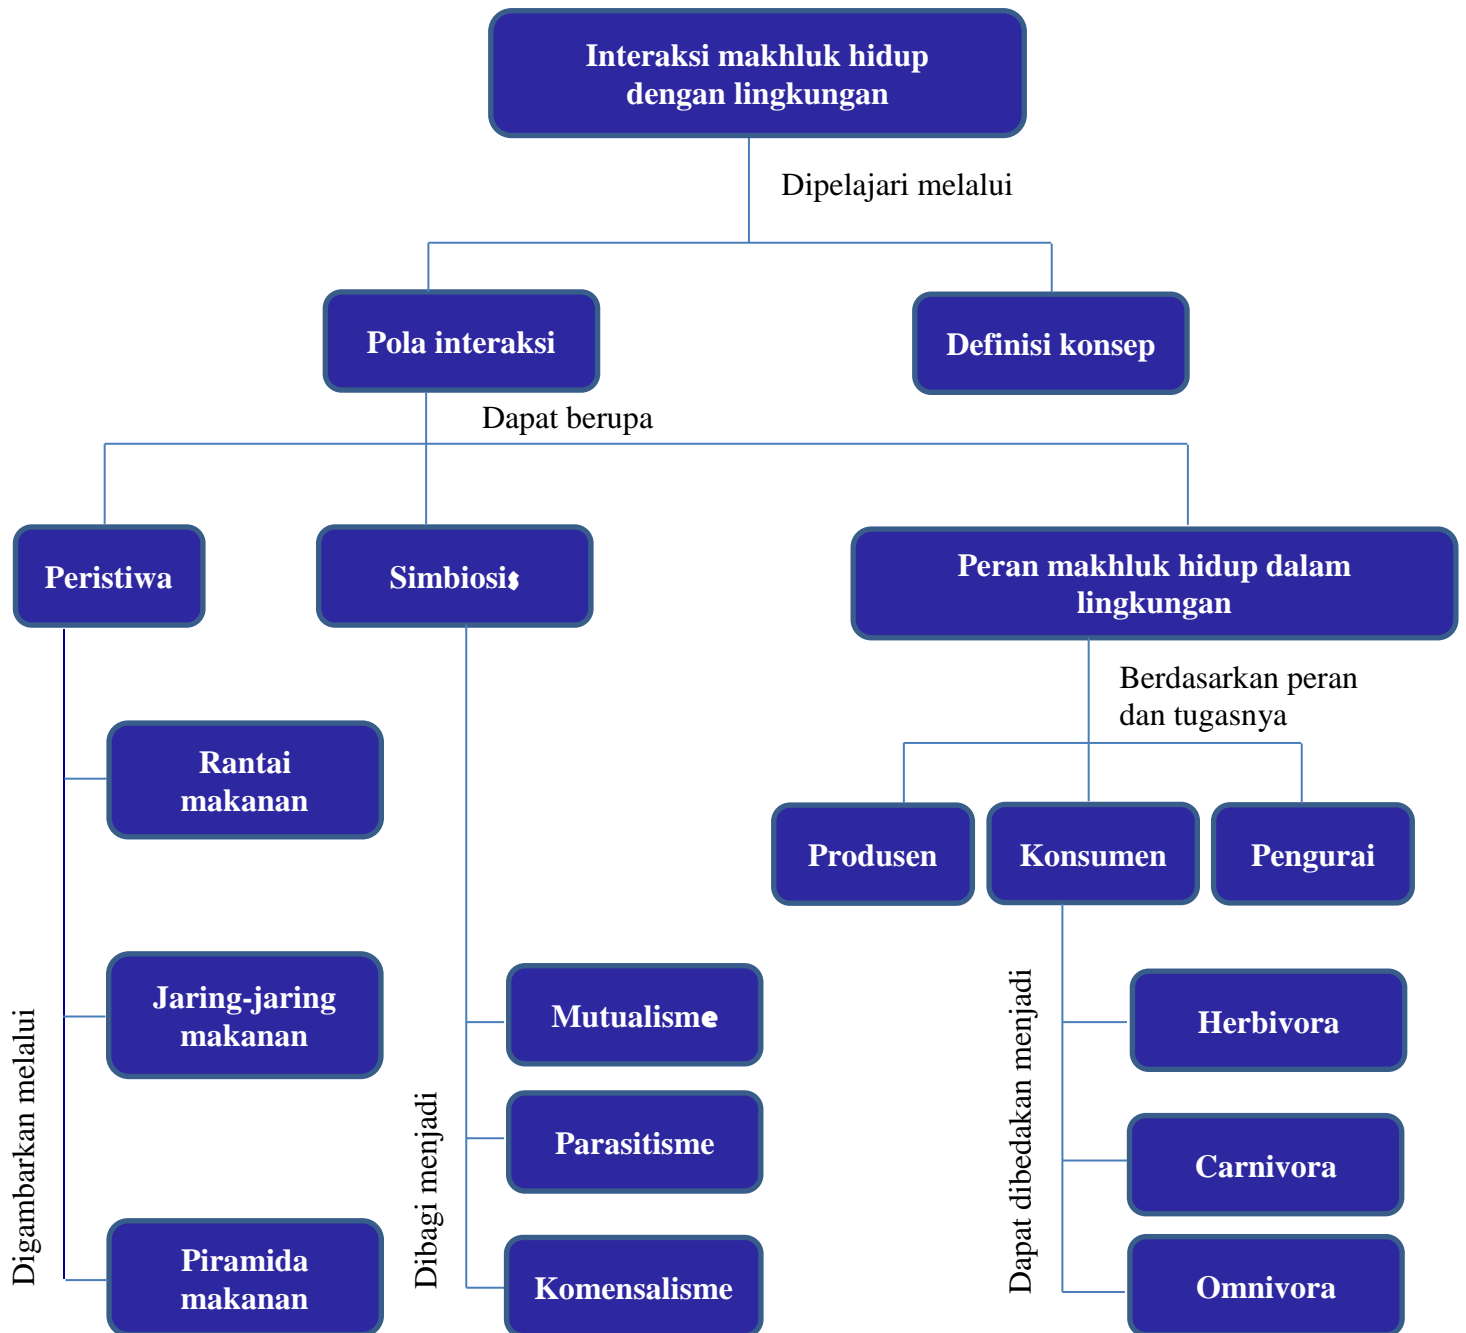 Interaksi makhluk hidup
dengan lingkungan
Dipelajari melalui
Pola interaksi
Definisi konsep
Dapat berupa
Peristiwa
Simbiosis
Peran makhluk hidup dalam
lingkungan
Berdasarkan peran
dan tugasnya
Rantai
makanan
Produsen
Konsumen
Pengurai
Digambarkan melalui
Jaring-jaring
makanan
Dibagi menjadi
Mutualisme
Dapat dibedakan menjadi
Herbivora
Parasitisme
Carnivora
Piramida
makanan
Komensalisme
Omnivora